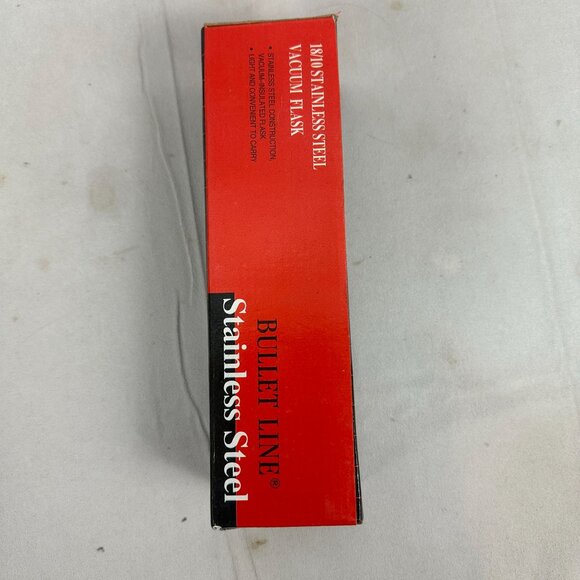 18/10 STAINLESS STEEL
VACUUM FLASK
• STAINLESS STEEL CONSTRUCTION,
VACUUM-INSULATED FLASK
• LIGHT AND CONVENIENT TO CARRY
BULLET LINE®
Stainless Steel